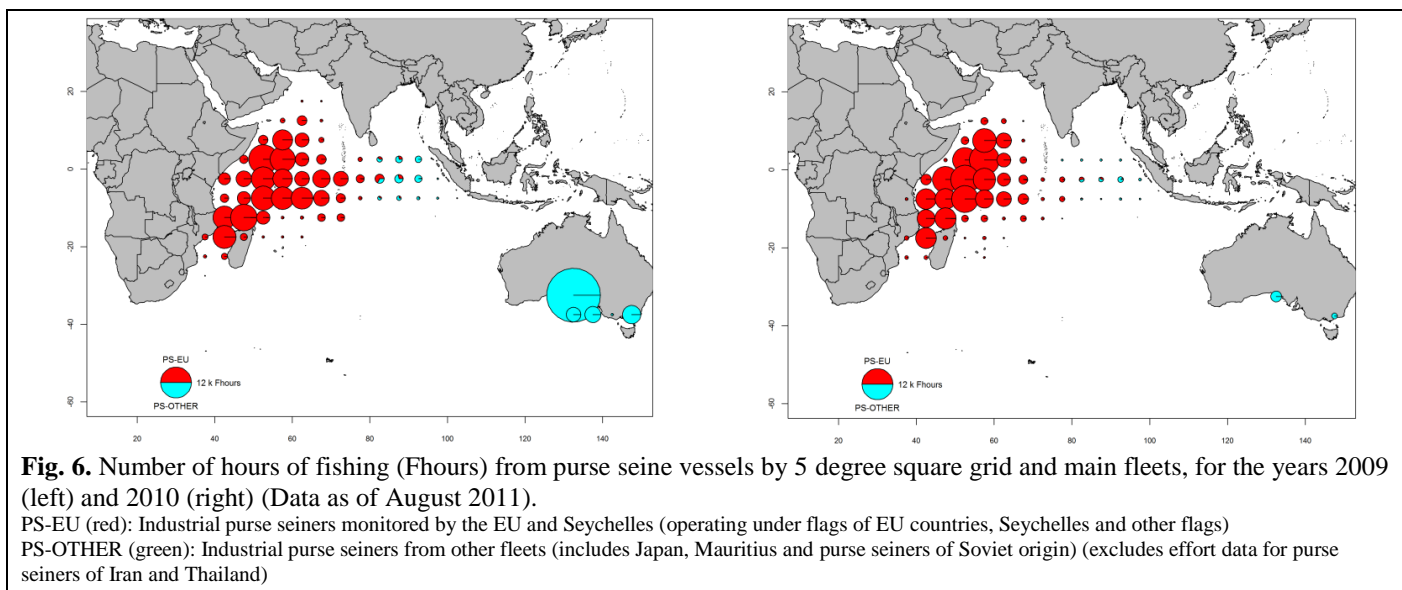 20
0
-20
-40
-60
PS-EU
12 k Fhours
PS-OTHER
20 40 60 80 100 120 140
20
0
-20
-40
-60
PS-EU
12 k Fhours
PS-OTHER
20 40 60 80 100 120 140
Fig. 6. Number of hours of fishing (Fhours) from purse seine vessels by 5 degree square grid and main fleets, for the years 2009
(left) and 2010 (right) (Data as of August 2011).
PS-EU (red): Industrial purse seiners monitored by the EU and Seychelles (operating under flags of EU countries, Seychelles and other flags)
PS-OTHER (green): Industrial purse seiners from other fleets (includes Japan, Mauritius and purse seiners of Soviet origin) (excludes effort data for purse
seiners of Iran and Thailand)